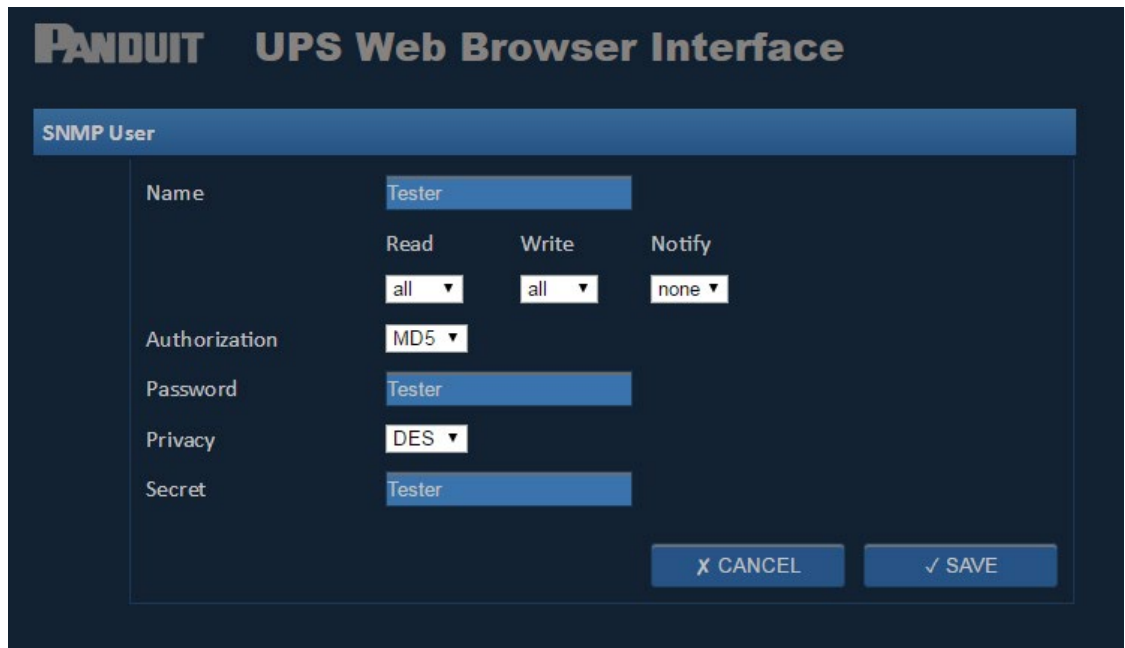 PANDUIT UPS Web Browser Interface
SNMP User
Name Tester
Read Write Notify
all ▼ all ▼ none ▼
Authorization MD5 ▼
Password Tester
Privacy DES ▼
Secret Tester
✗ CANCEL ✓ SAVE